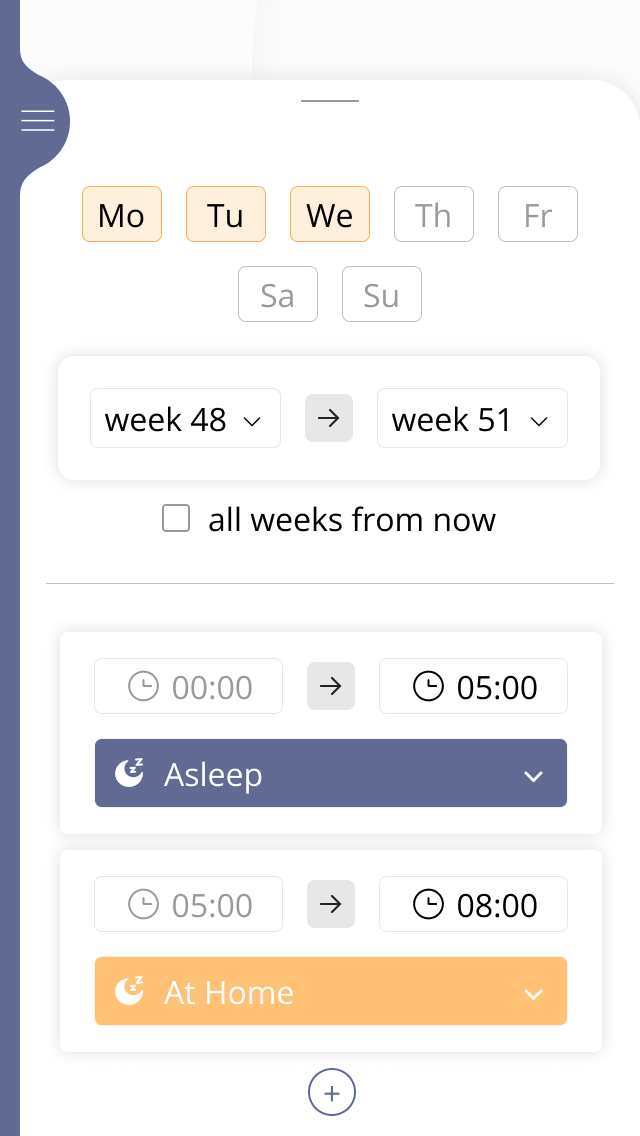 Mo Tu We Th Fr
Sa Su
week 48 week 51
all weeks from now
00:00 05:00
Asleep
05:00 08:00
At Home